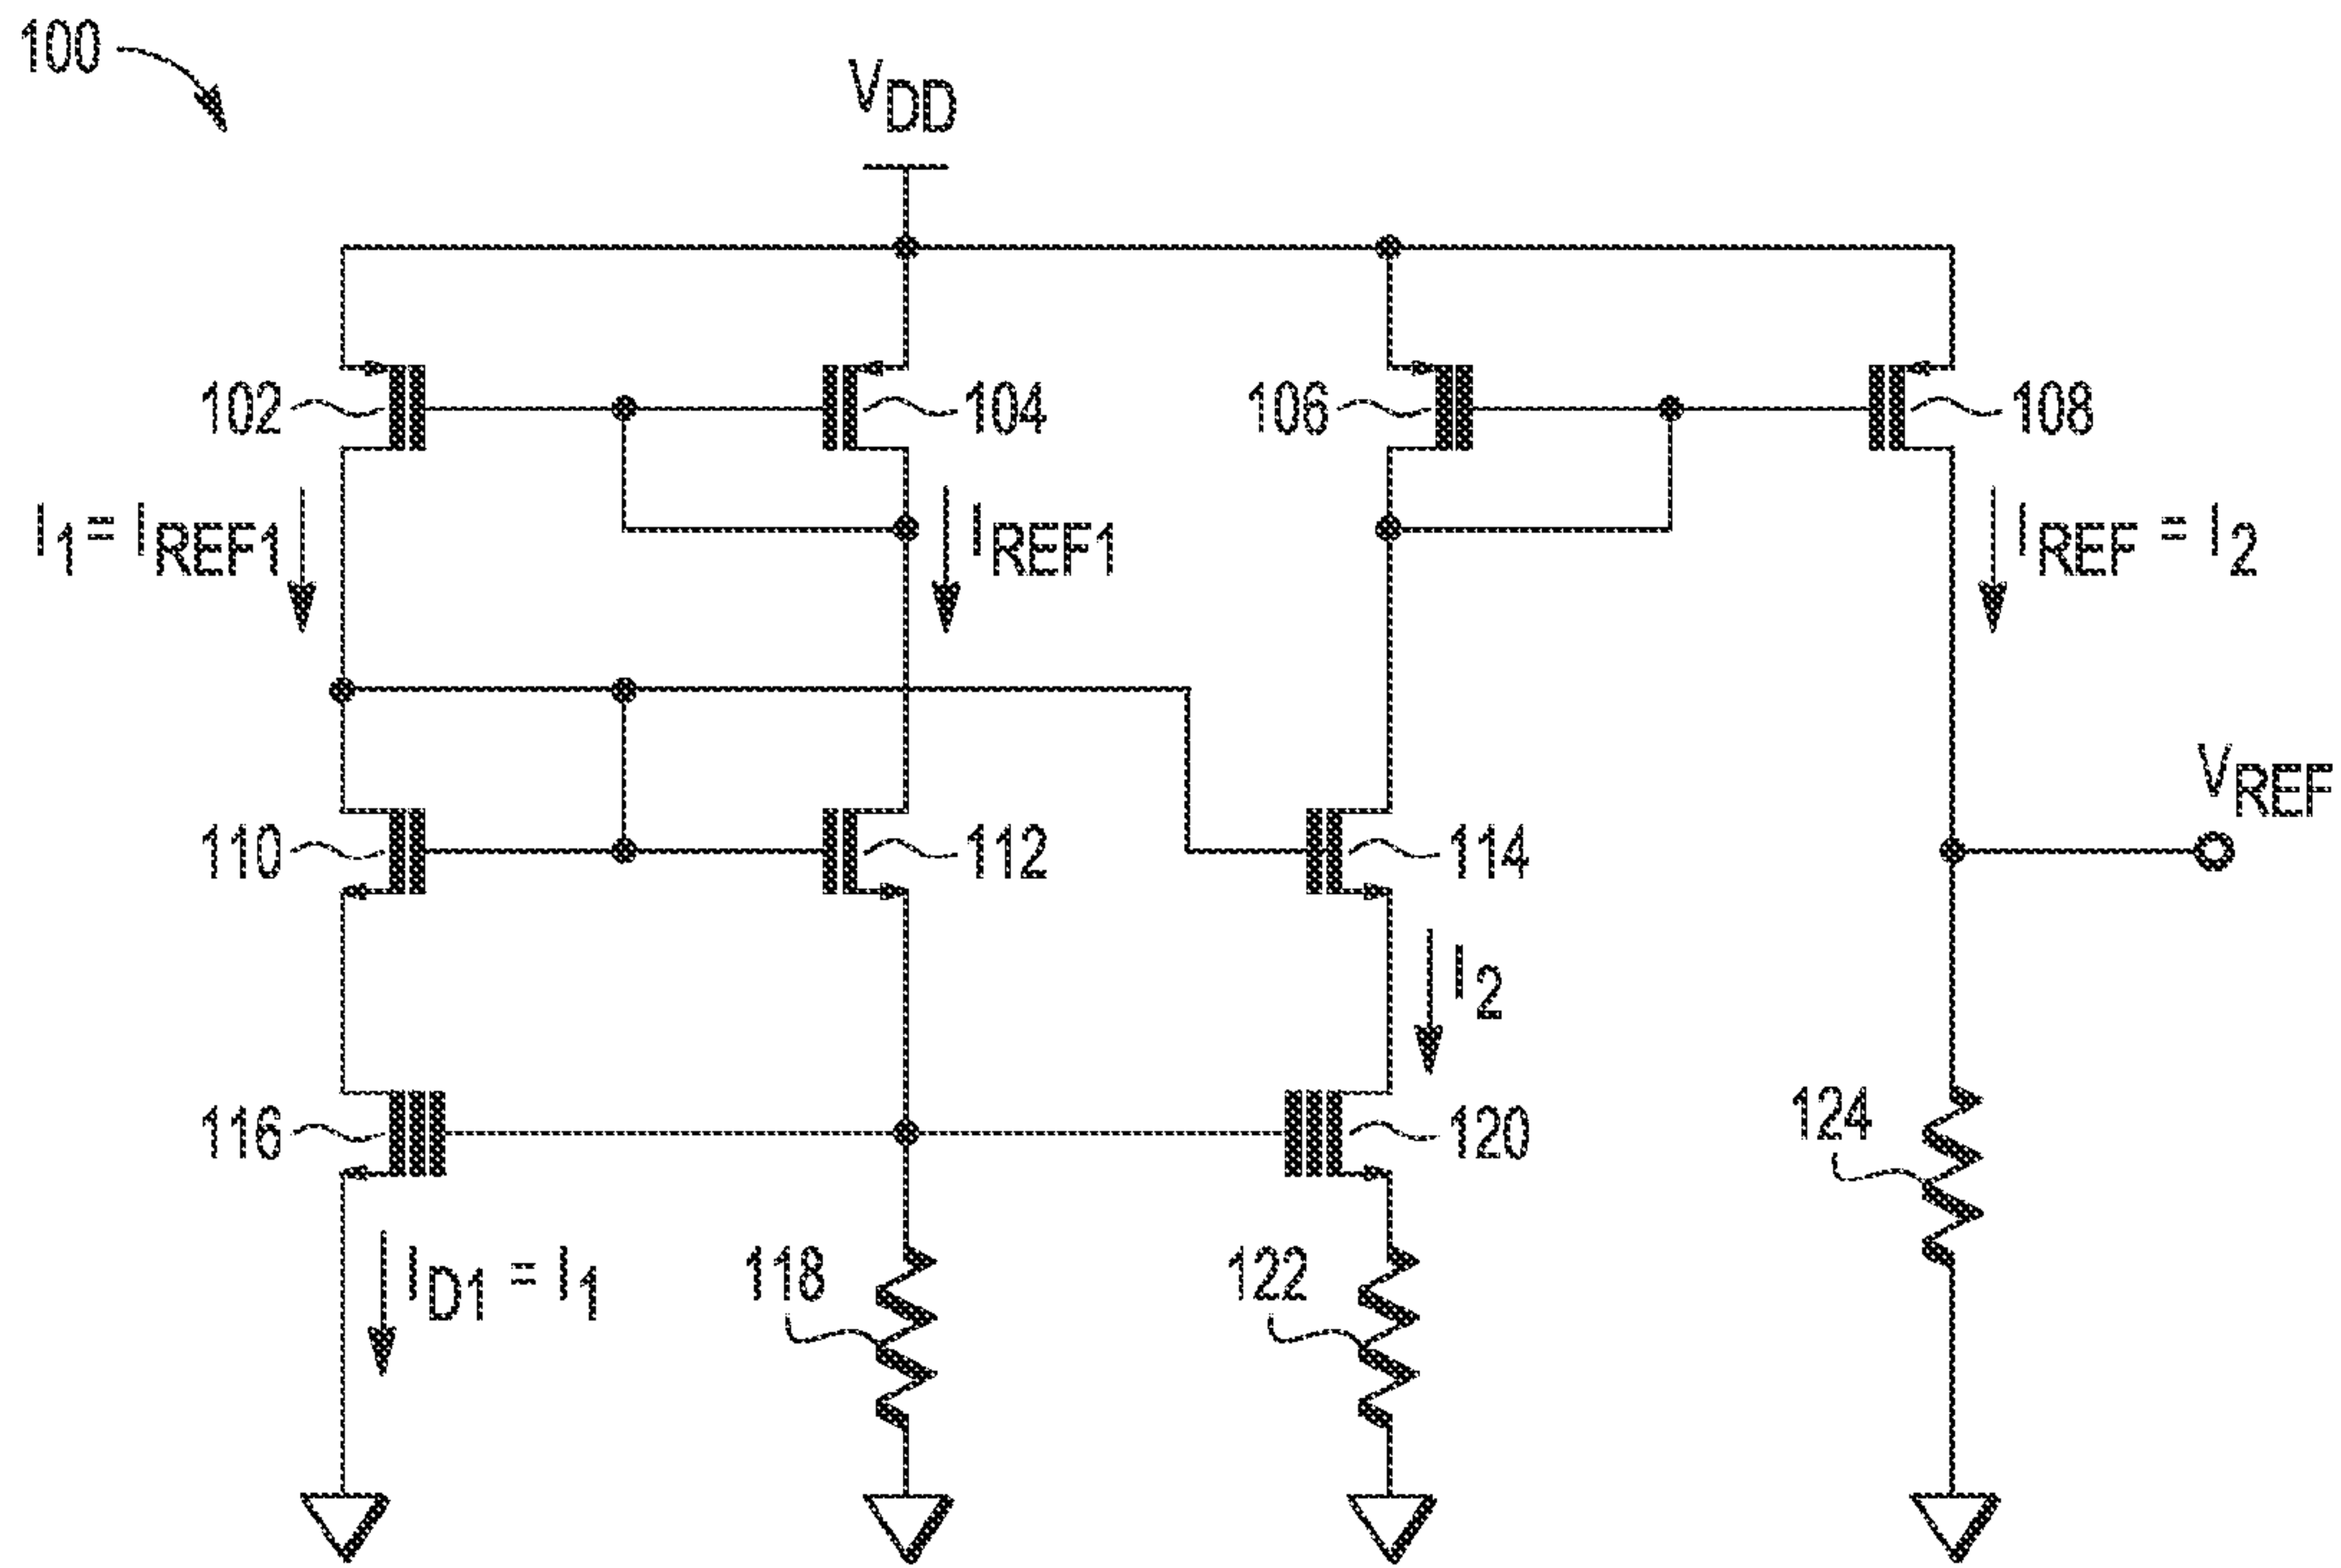 100
VDD
102
104
106
108
I1 = IREF1
IREF1
IREF = I2
110
112
114
VREF
I2
116
120
124
ID1 = I1
118
122